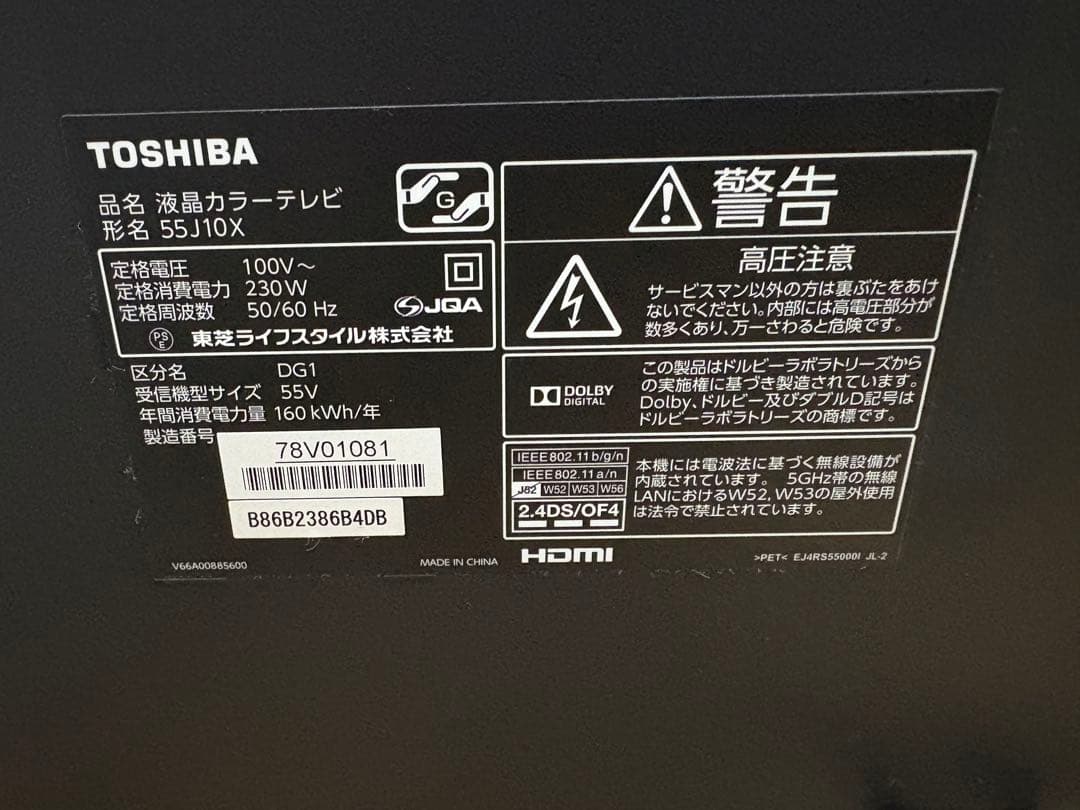 TOSHIBA
品名 液晶カラーテレビ
形名 55J10X
G
定格電圧 100V～
定格消費電力 230W
定格周波数 50/60 Hz
JQA
PS
E
東芝ライフスタイル株式会社
区分名 DG1
受信機型サイズ 55V
年間消費電力量 160 kWh/年
製造番号
78V01081
B86B2386B4DB
V66A00885600
MADE IN CHINA
警告
高圧注意
サービスマン以外の方は裏ぶたをあけ
ないでください。内部には高電圧部分が
数多くあり、万一さわると危険です。
DOLBY
DIGITAL
この製品はドルビーラボラトリーズから
の実施権に基づき製造されています。
Dolby、ドルビー及びダブルD記号は
ドルビーラボラトリーズの商標です。
IEEE802.11b/g/n
IEEE802.11a/n
J52 W52 W53 W56
2.4DS/OF4
本機には電波法に基づく無線設備が
内蔵されています。 5GHz帯の無線
LANにおけるW52、W53の屋外使用
は法令で禁止されています。
HDMI
>PET< EJ4RS55000I JL-2